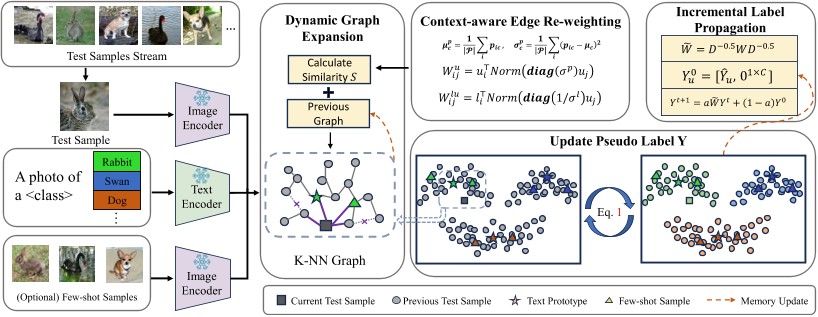 Test Samples Stream
...
Test Sample
Image
Encoder
A photo of
a <class>
Rabbit
Swan
Dog
⋮
Text
Encoder
(Optional) Few-shot Samples
Image
Encoder
Dynamic Graph
Expansion
Calculate
Similarity S
+
Previous
Graph
K-NN Graph
Context-aware Edge Re-weighting
μ_c^p = 1/|P| ∑_i p_ic, σ_c^p = 1/|P| ∑_i (p_ic − μ_c)²
W_ij^u = u_i^T Norm(diag(σ^p)u_j)
W_ij^lu = l_i^T Norm(diag(1/σ^l)u_j)
Incremental Label
Propagation
W̃ = D^−0.5 W D^−0.5
Y_u^0 = [Ŷ_u, 0^1×C]
Y^t+1 = aW̃Y^t + (1 − a)Y^0
Update Pseudo Label Y
Eq. 1
Current Test Sample
Previous Test Sample
Text Prototype
Few-shot Sample
Memory Update